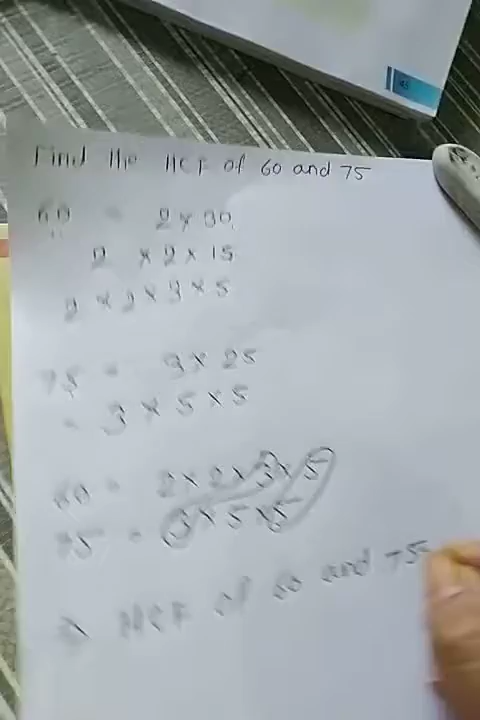 45
Find the HCF of 60 and 75
60 = 2 × 30
2 × 2 × 15
2 × 2 × 3 × 5
75 = 3 × 25
= 3 × 5 × 5
60 = 2 × 2 × 3 × 5
75 = 3 × 5 × 5
HCF of 60 and 75